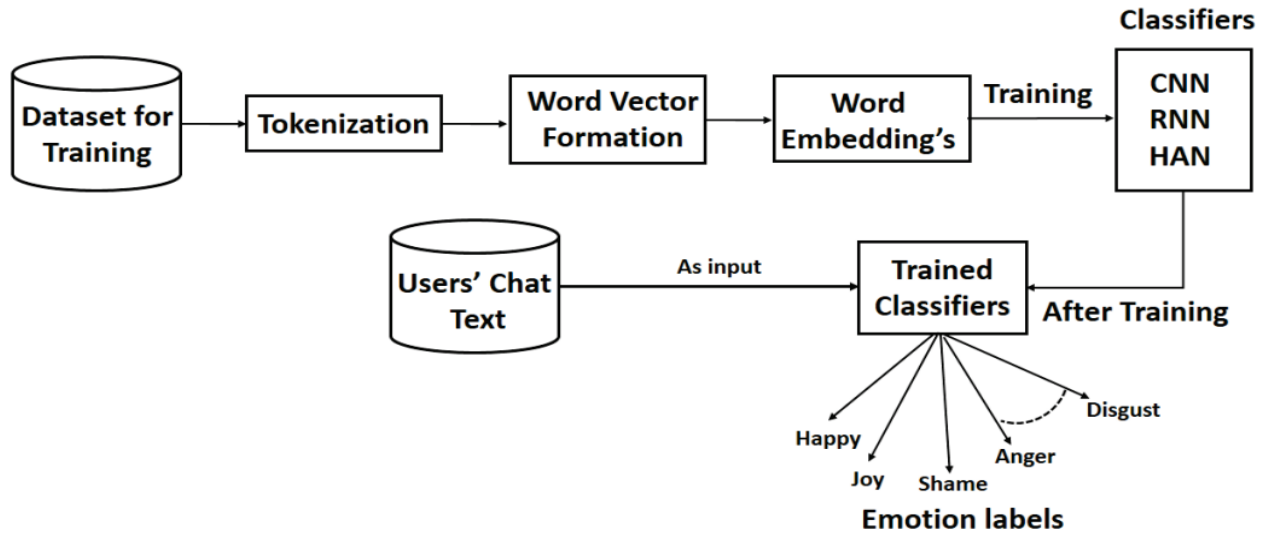 Classifiers
Dataset for
Training
Tokenization
Word Vector
Formation
Word
Embedding's
Training
CNN
RNN
HAN
Users' Chat
Text
As input
Trained
Classifiers
After Training
Happy
Joy
Shame
Anger
Disgust
Emotion labels